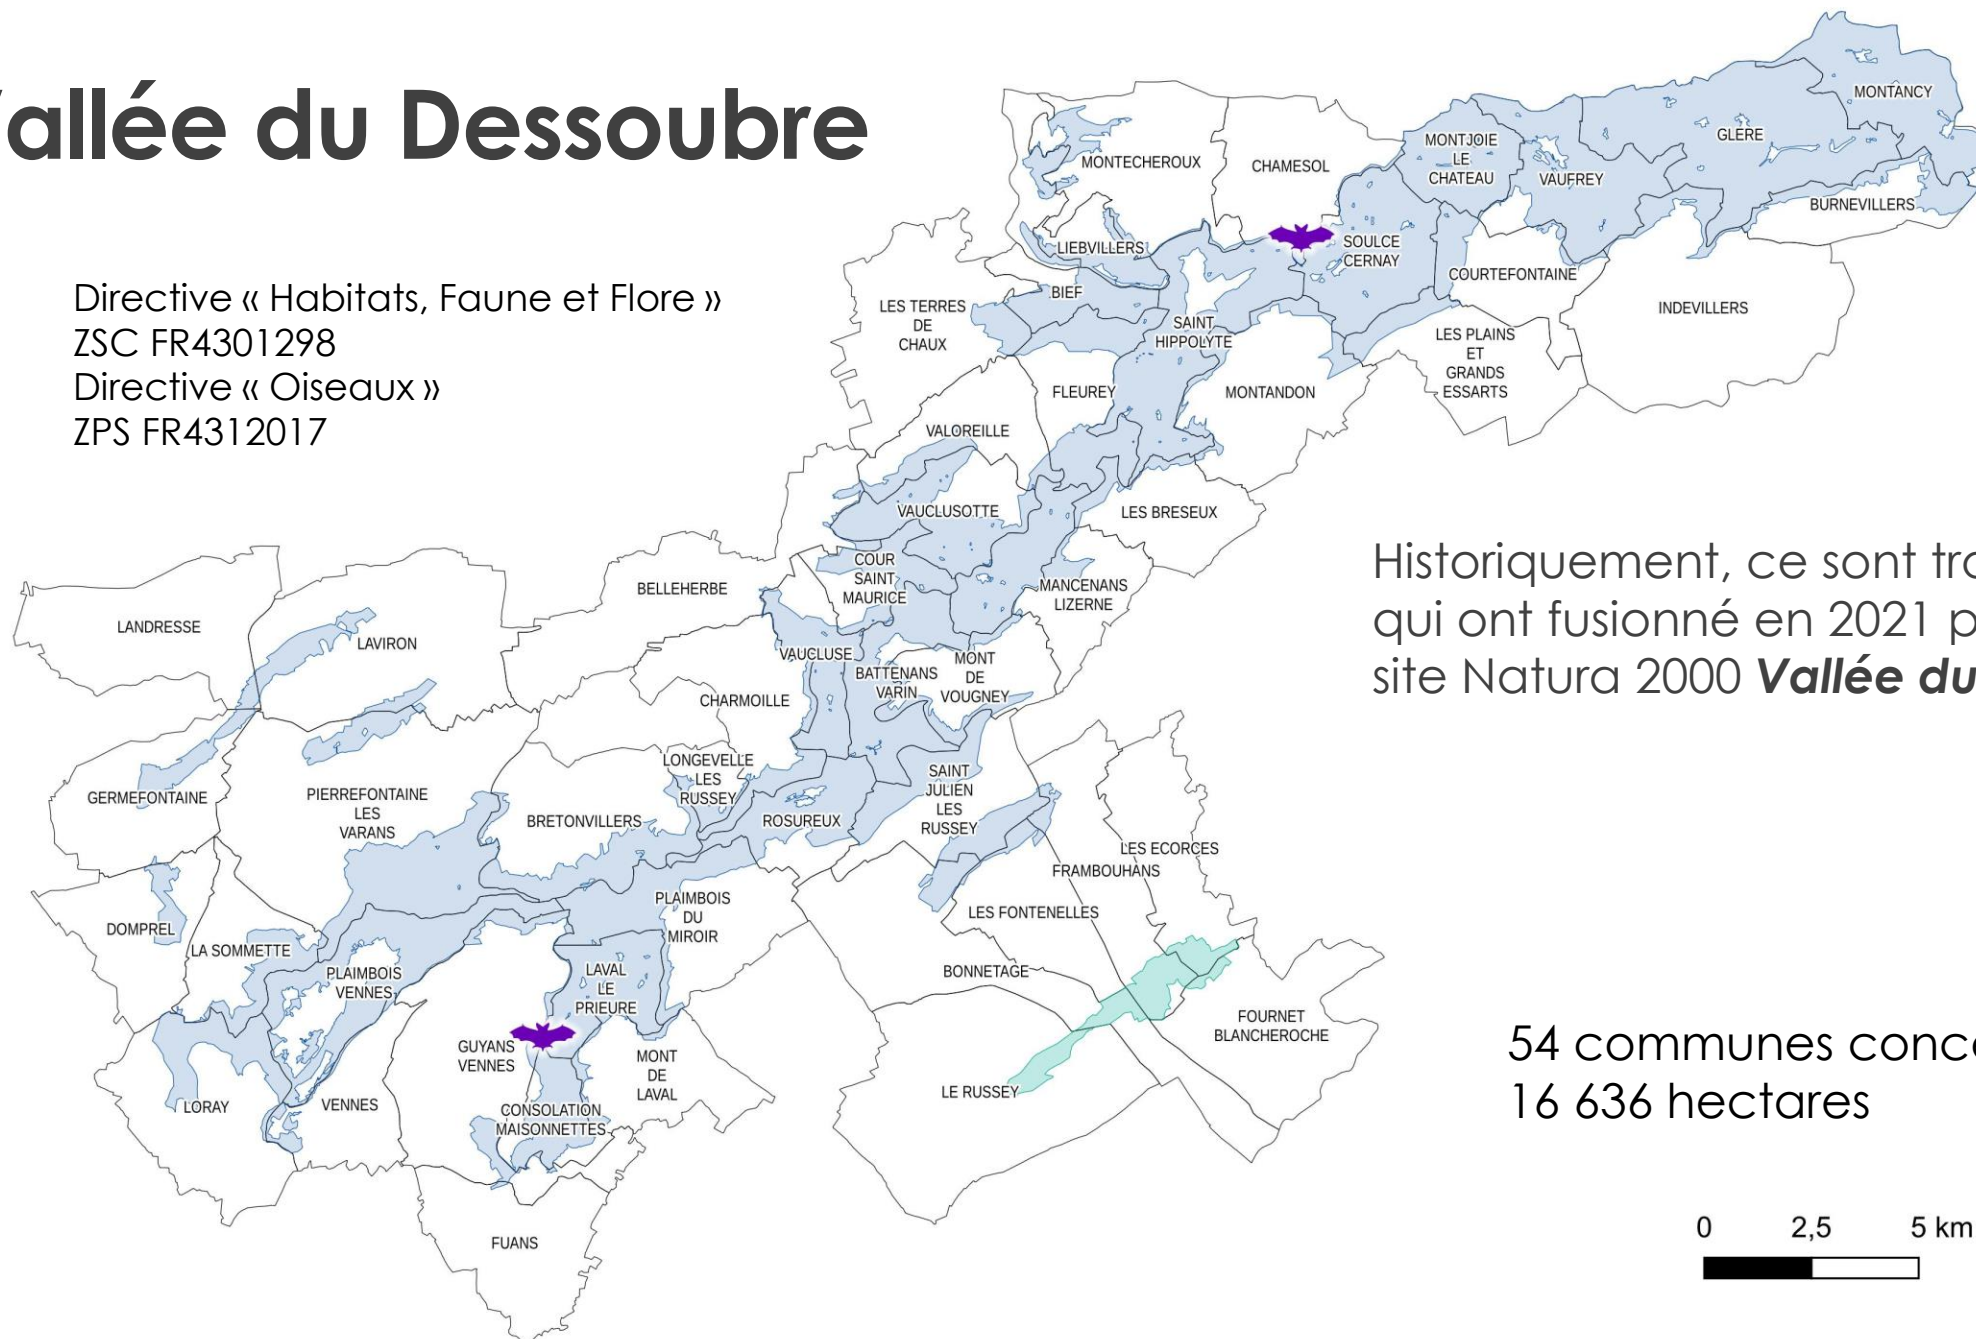 allée du Dessoubre
Directive « Habitats, Faune et Flore »
ZSC FR4301298
Directive « Oiseaux »
ZPS FR4312017
MONTANCY
GLERE
MONTJOIE
LE
CHATEAU
VAUFREY
BURNEVILLERS
MONTECHEROUX
CHAMESOL
LIEBVILLERS
SOULCE
CERNAY
COURTEFONTAINE
INDEVILLERS
BIEF
LES TERRES
DE
CHAUX
SAINT
HIPPOLYTE
LES PLAINS
ET
GRANDS
ESSARTS
FLEUREY
MONTANDON
VALOREILLE
VAUCLUSOTTE
LES BRESEUX
COUR
SAINT
MAURICE
BELLEHERBE
MANCENANS
LIZERNE
LANDRESSE
LAVIRON
VAUCLUSE
BATTENANS
VARIN
MONT
DE
VOUGNEY
CHARMOILLE
Historiquement, ce sont
qui ont fusionné en 2021
site Natura 2000 Vallée du
LONGEVELLE
LES
RUSSEY
SAINT
JULIEN
LES
RUSSEY
GERMEFONTAINE
PIERREFONTAINE
LES
VARANS
BRETONVILLERS
ROSUREUX
LES ECORCES
FRAMBOUHANS
PLAIMBOIS
DU
MIROIR
LES FONTENELLES
DOMPREL
LA SOMMETTE
PLAIMBOIS
VENNES
LAVAL
LE
PRIEURE
BONNETAGE
FOURNET
BLANCHEROCHE
GUYANS
VENNES
MONT
DE
LAVAL
LE RUSSEY
LORAY
VENNES
CONSOLATION
MAISONNETTES
FUANS
54 communes
16 636 hectares
0 2,5 5 km